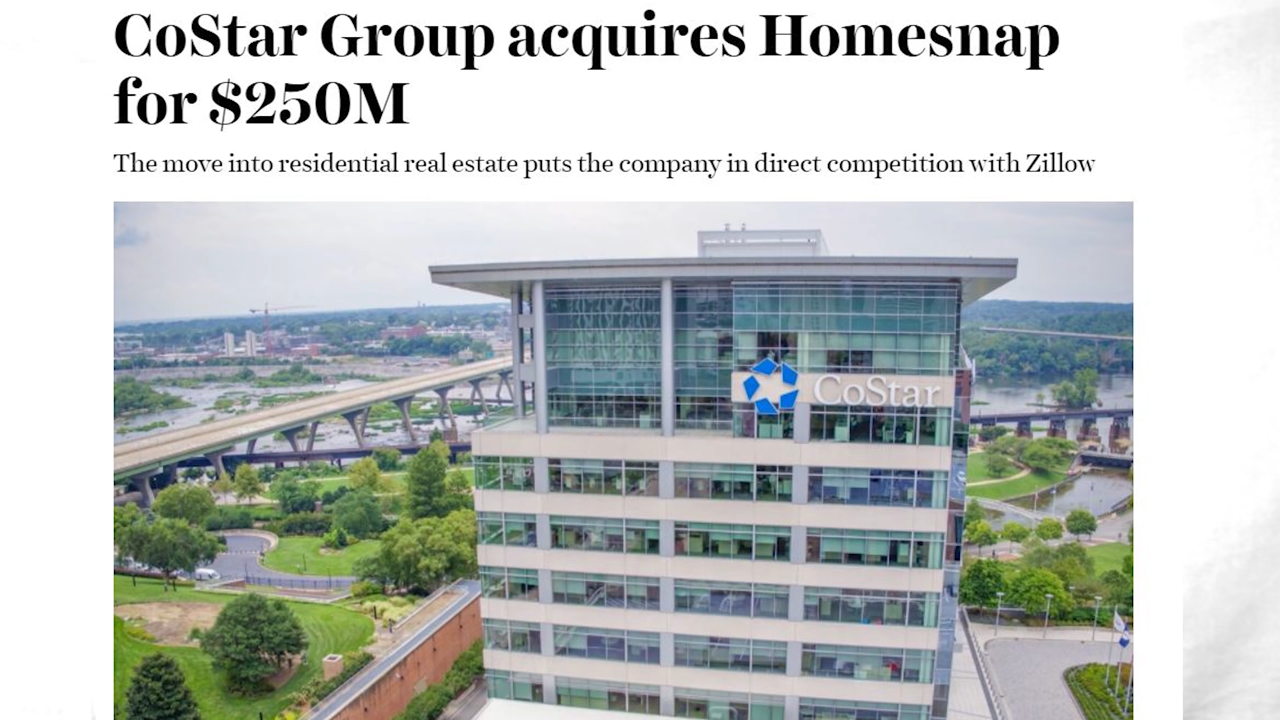 CoStar Group acquires Homesnap
for $250M
The move into residential real estate puts the company in direct competition with Zillow
CoStar